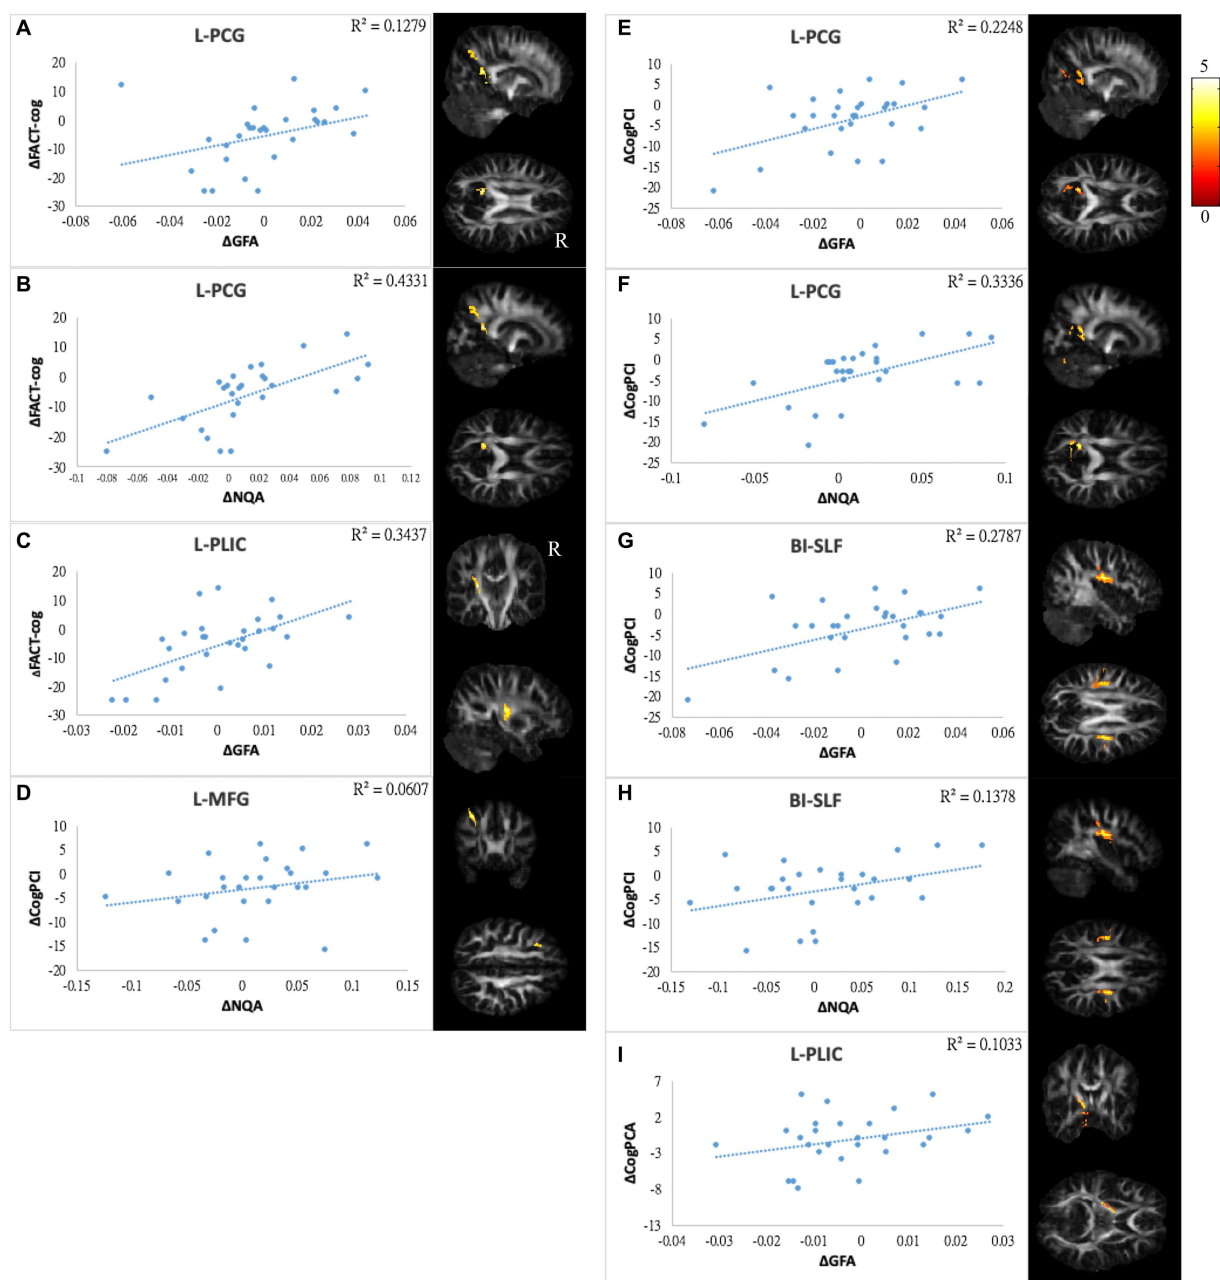 A
L-PCG
R² = 0.1279
ΔFACT-cog
20
10
0
-10
-20
-30
-0.08 -0.06 -0.04 -0.02 0 0.02 0.04 0.06
ΔGFA
R
B
L-PCG
R² = 0.4331
ΔFACT-cog
20
10
0
-10
-20
-30
-0.1 -0.08 -0.06 -0.04 -0.02 0 0.02 0.04 0.06 0.08 0.1 0.12
ΔNQA
C
L-PLIC
R² = 0.3437
ΔFACT-cog
20
10
0
-10
-20
-30
-0.03 -0.02 -0.01 0 0.01 0.02 0.03 0.04
ΔGFA
R
D
L-MFG
R² = 0.0607
ΔCogPCI
10
5
0
-5
-10
-15
-20
-0.15 -0.1 -0.05 0 0.05 0.1 0.15
ΔNQA
E
L-PCG
R² = 0.2248
ΔCogPCI
10
5
0
-5
-10
-15
-20
-25
-0.08 -0.06 -0.04 -0.02 0 0.02 0.04 0.06
ΔGFA
5
0
F
L-PCG
R² = 0.3336
ΔCogPCI
10
5
0
-5
-10
-15
-20
-25
-0.1 -0.05 0 0.05 0.1
ΔNQA
G
BI-SLF
R² = 0.2787
ΔCogPCI
10
5
0
-5
-10
-15
-20
-25
-0.08 -0.06 -0.04 -0.02 0 0.02 0.04 0.06
ΔGFA
H
BI-SLF
R² = 0.1378
ΔCogPCI
10
5
0
-5
-10
-15
-20
-0.15 -0.1 -0.05 0 0.05 0.1 0.15 0.2
ΔNQA
I
L-PLIC
R² = 0.1033
ΔCogPCA
7
2
-3
-8
-13
-0.04 -0.03 -0.02 -0.01 0 0.01 0.02 0.03
ΔGFA